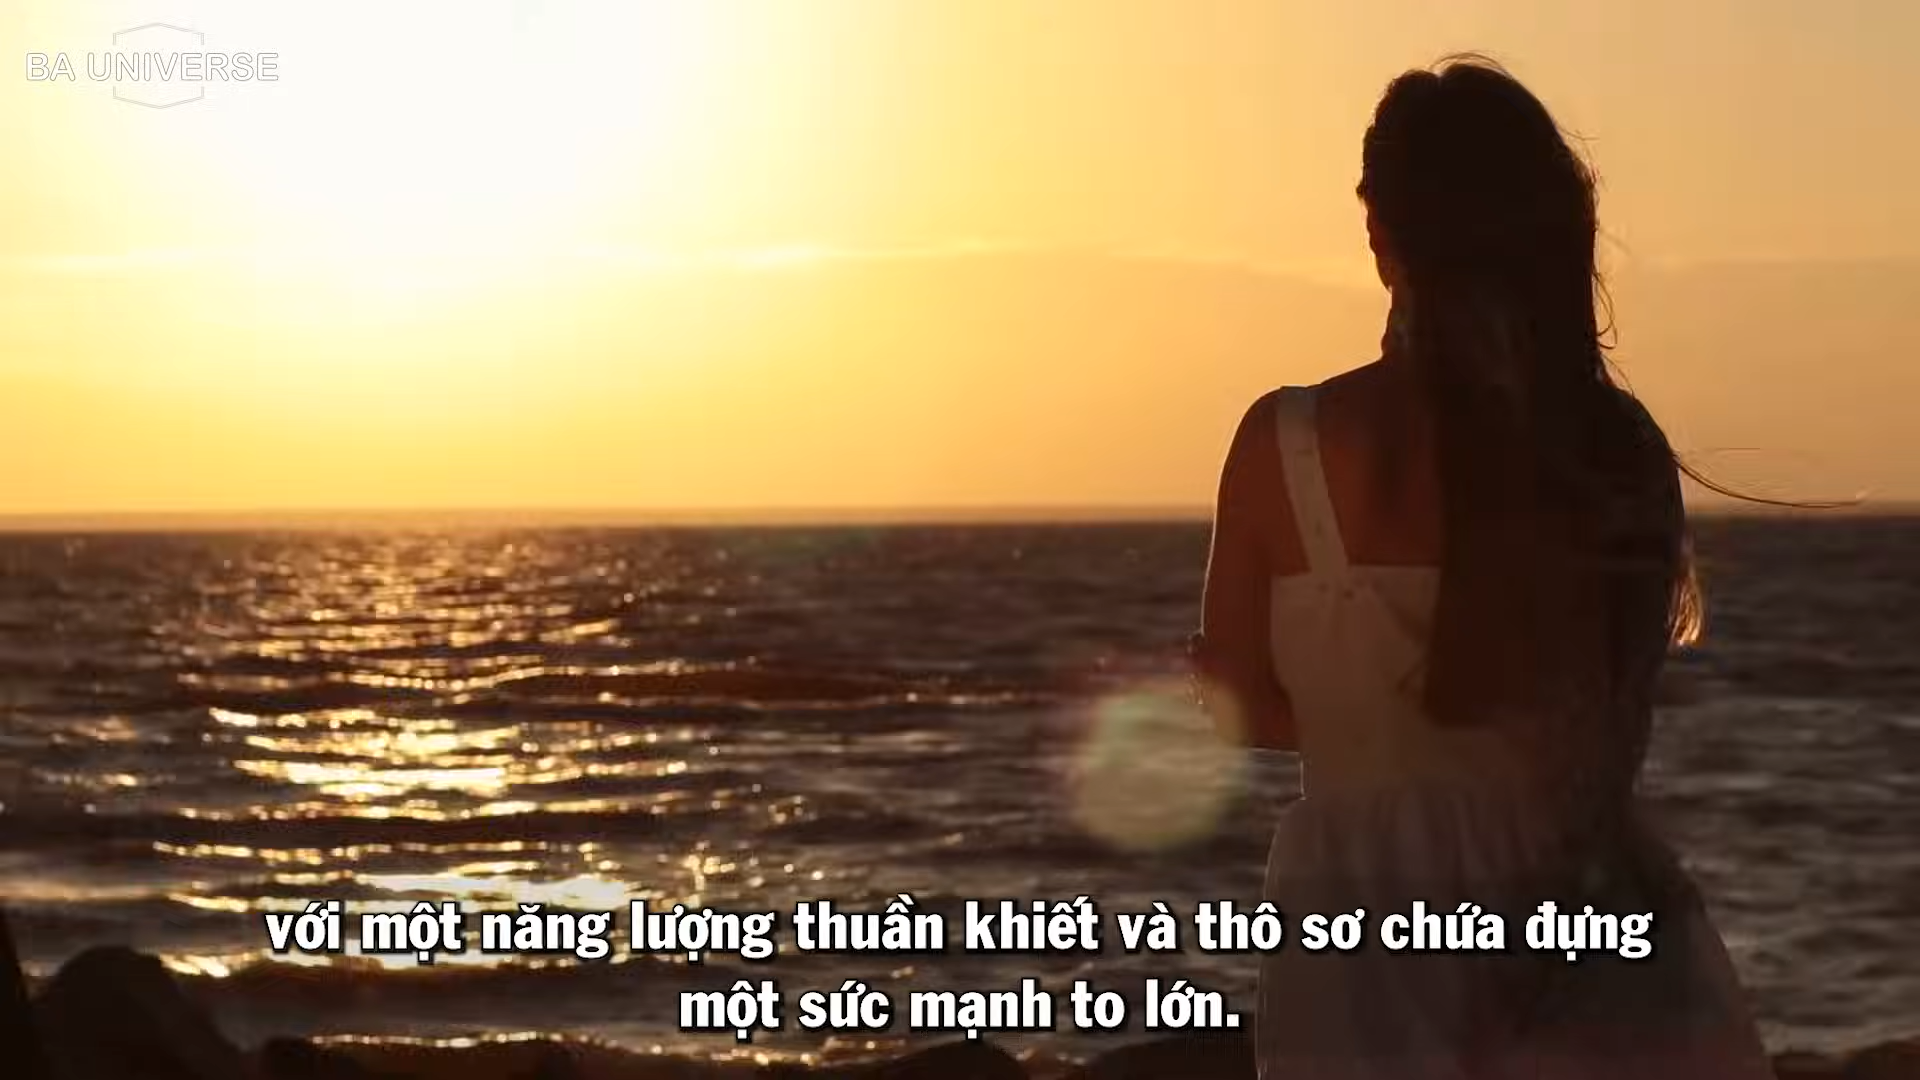 BA UNIVERSE
với một năng lượng thuần khiết và thô sơ chứa đựng
một sức mạnh to lớn.